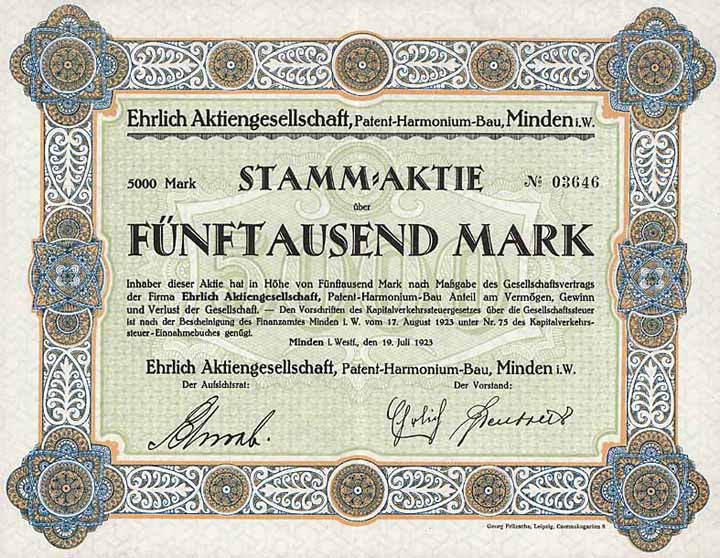 Ehrlich Aktiengesellschaft, Patent-Harmonium-Bau, Minden i.W.
5000 Mark STAMM-AKTIE № 03646
über
FÜNFTAUSEND MARK
Inhaber dieser Aktie hat in Höhe von Fünftausend Mark nach Maßgabe des Gesellschaftsvertrags
der Firma Ehrlich Aktiengesellschaft, Patent-Harmonium-Bau Anteil am Vermögen, Gewinn
und Verlust der Gesellschaft. — Den Vorschriften des Kapitalverkehrssteuergesetzes über die Gesellschaftssteuer
ist nach der Bescheinigung des Finanzamtes Minden i. W. vom 17. August 1923 unter Nr. 75 des Kapitalverkehrs-
steuer-Einnahmebuches genügt.
Minden i. Westf., den 19. Juli 1923
Ehrlich Aktiengesellschaft, Patent-Harmonium-Bau, Minden i.W.
Der Aufsichtsrat: Der Vorstand:
Ehrlich
Georg Fritzsche, Leipzig,